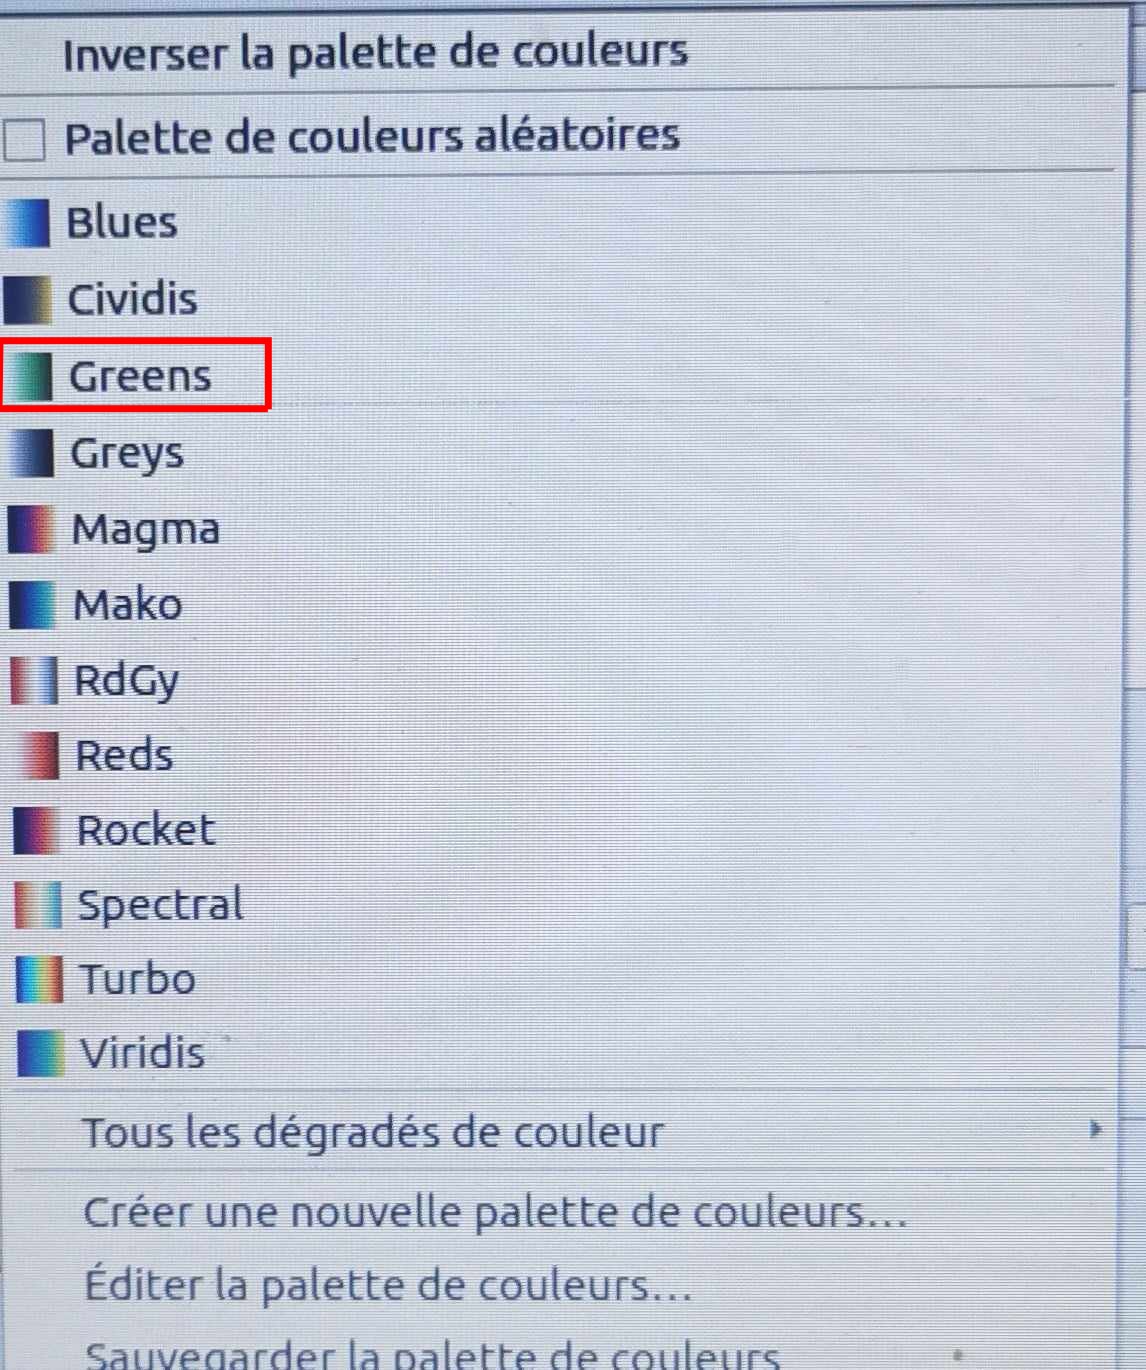 Inverser la palette de couleurs
Palette de couleurs aléatoires
Blues
Cividis
Greens
Greys
Magma
Mako
RdGy
Reds
Rocket
Spectral
Turbo
Viridis
Tous les dégradés de couleur
Créer une nouvelle palette de couleurs...
Éditer la palette de couleurs...
Sauvegarder la palette de couleurs